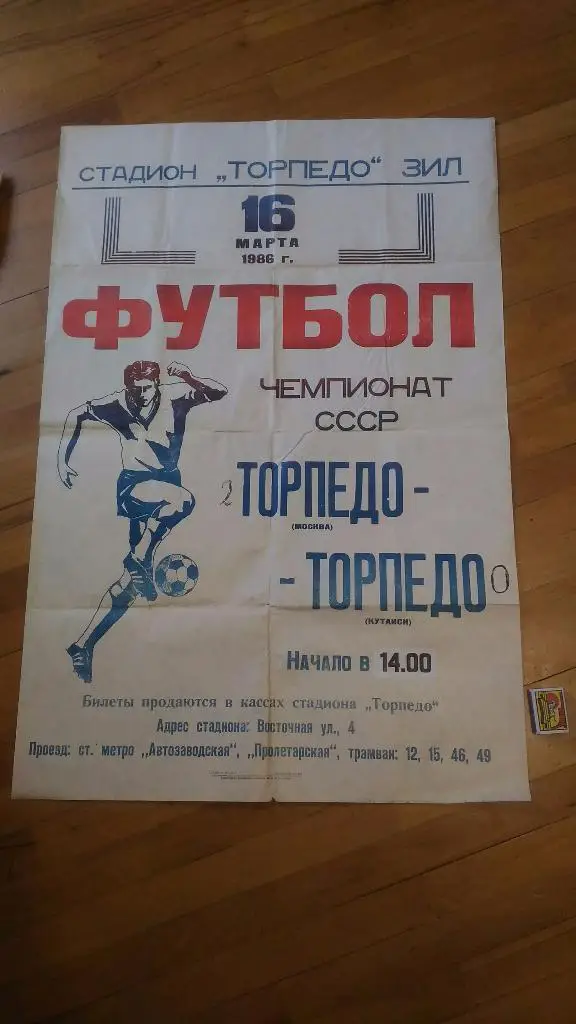 СТАДИОН „ТОРПЕДО" ЗИЛ
16
МАРТА
1986 г.
ФУТБОЛ
ЧЕМПИОНАТ
СССР
2 ТОРПЕДО -
(МОСКВА)
- ТОРПЕДО 0
(КУТАИСИ)
НАЧАЛО В 14.00
Билеты продаются в кассах стадиона „Торпедо"
Адрес стадиона: Восточная ул., 4
Проезд: ст. метро „Автозаводская", „Пролетарская", трамваи: 12, 15, 46, 49